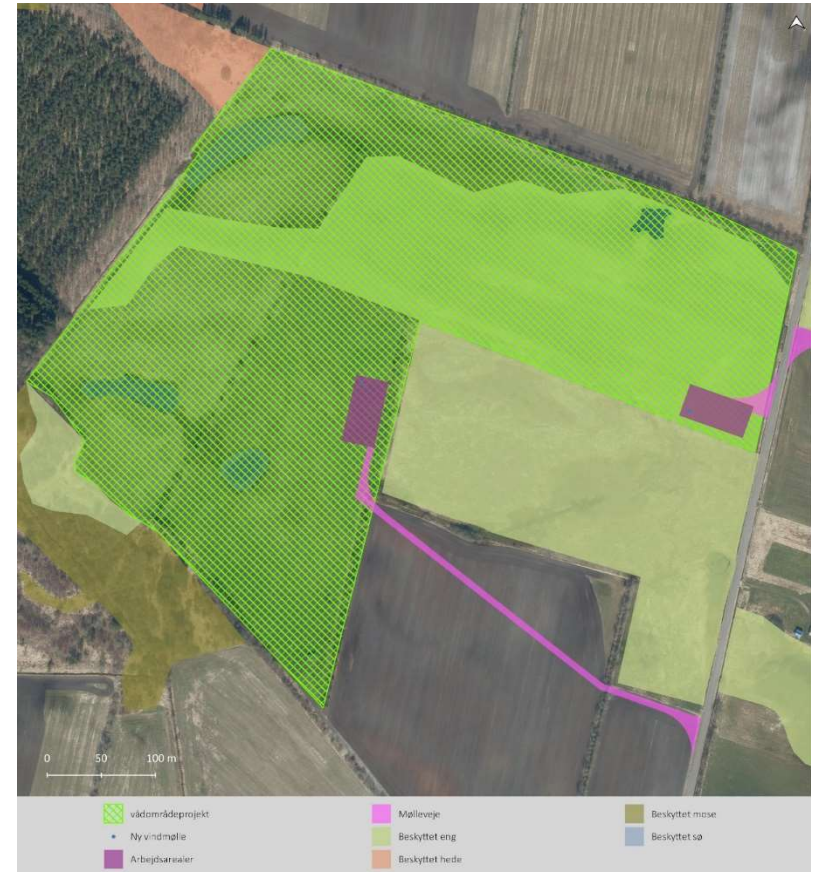 0 50 100 m
vådområdeprojekt
Ny vindmølle
Arbejdsarealer
Mølleveje
Beskyttet eng
Beskyttet hede
Beskyttet mose
Beskyttet sø